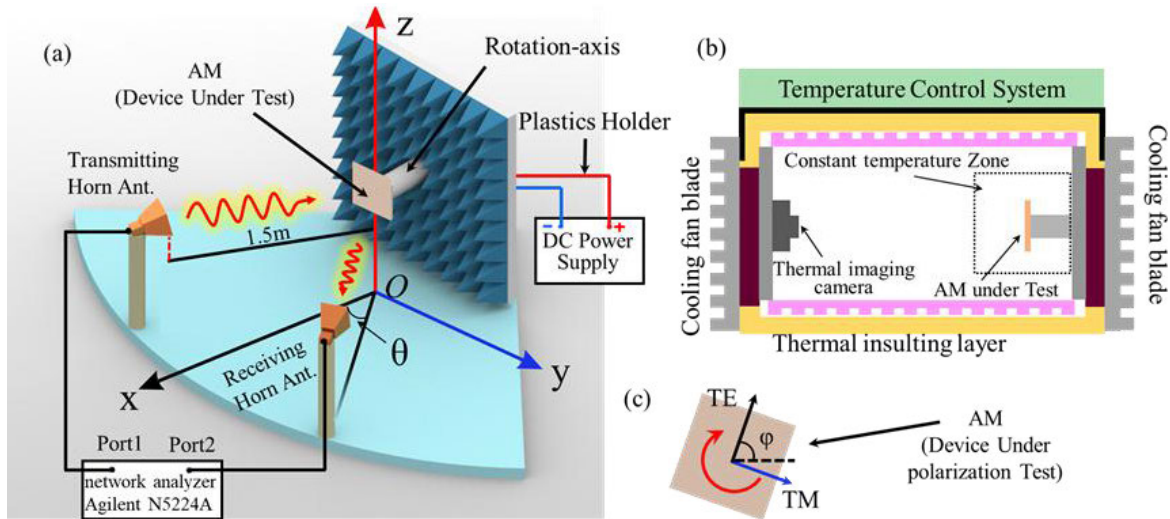 (a)
z
Rotation-axis
AM
(Device Under Test)
Plastics Holder
Transmitting
Horn Ant.
1.5m
- +
DC Power
Supply
O
θ
Receiving
Horn Ant.
x
y
Port1 Port2
network analyzer
Agilent N5224A
(b)
Temperature Control System
Cooling fan blade
Constant temperature Zone
Thermal imaging
camera
AM under Test
Cooling fan blade
Thermal insulting layer
(c)
TE
φ
TM
AM
(Device Under
polarization Test)